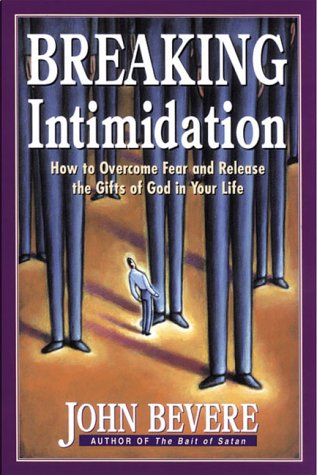 BREAKING
Intimidation
How to Overcome Fear and Release
the Gifts of God in Your Life
JOHN BEVERE
AUTHOR OF The Bait of Satan